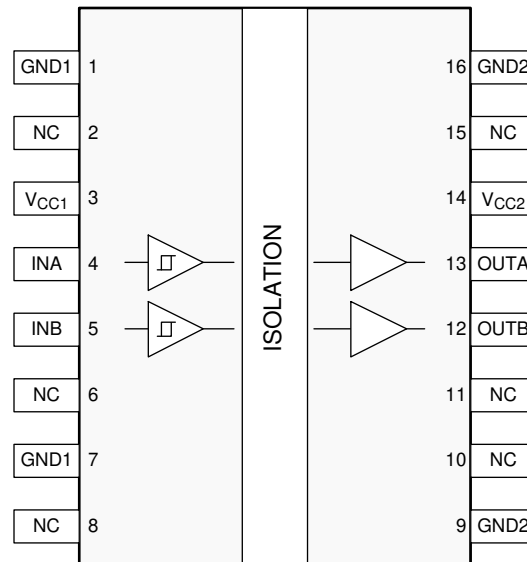 GND1 1 16 GND2
NC 2 15 NC
VCC1 3 14 VCC2
INA 4 13 OUTA
ISOLATION
INB 5 12 OUTB
NC 6 11 NC
GND1 7 10 NC
NC 8 9 GND2